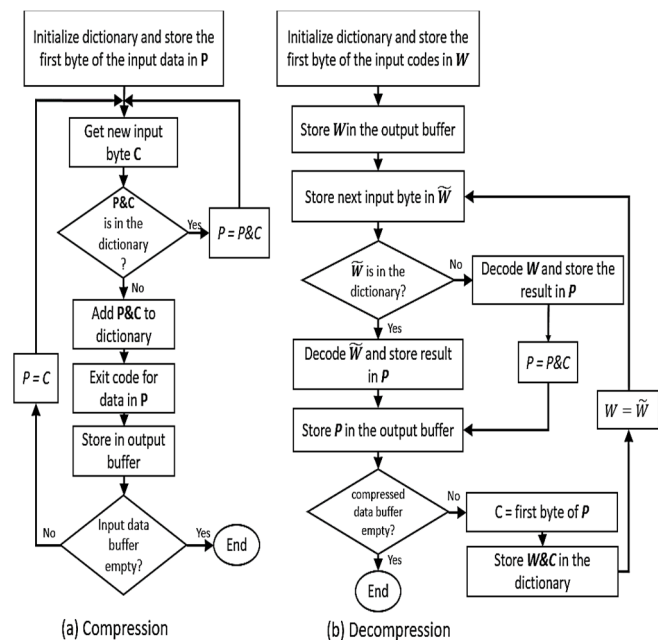 Initialize dictionary and store the
first byte of the input data in P
Get new input
byte C
P&C
is in the
dictionary
?
Yes
P = P&C
No
Add P&C to
dictionary
P = C
Exit code for
data in P
Store in output
buffer
No
Input data
buffer
empty?
Yes
End
(a) Compression
Initialize dictionary and store the
first byte of the input codes in W
Store W in the output buffer
Store next input byte in W̃
W̃ is in the
dictionary?
No
Decode W and store the
result in P
Yes
Decode W̃ and store result
in P
P = P&C
W = W̃
Store P in the output buffer
compressed
data buffer
empty?
No
C = first byte of P
Yes
Store W&C in the
dictionary
End
(b) Decompression